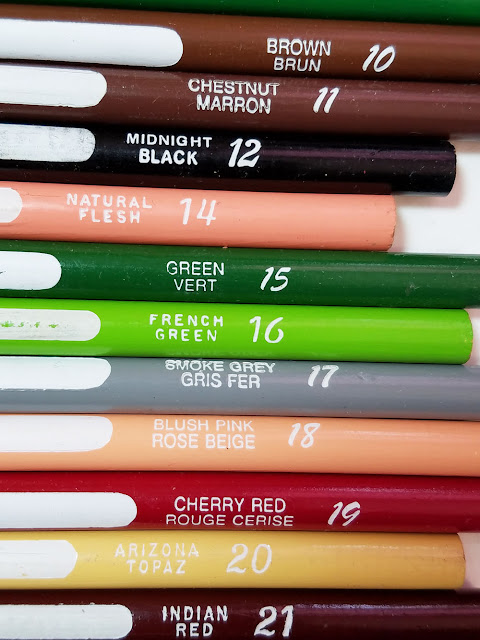 BROWN
BRUN
10
CHESTNUT
MARRON
11
MIDNIGHT
BLACK
12
NATURAL
FLESH
14
GREEN
VERT
15
FRENCH
GREEN
16
SMOKE GREY
GRIS FER
17
BLUSH PINK
ROSE BEIGE
18
CHERRY RED
ROUGE CERISE
19
ARIZONA
TOPAZ
20
INDIAN
RED
21